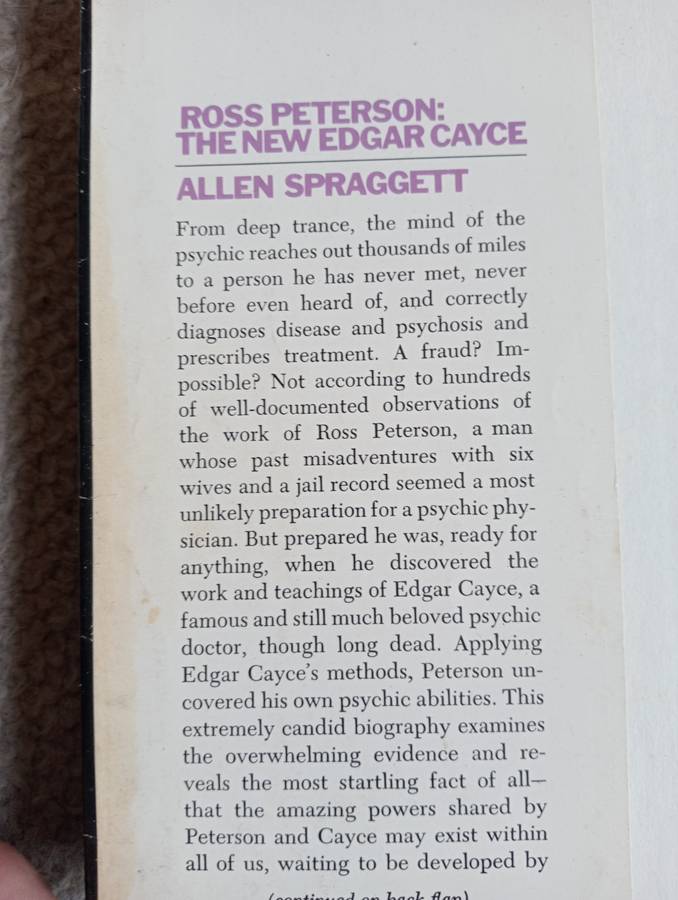 ROSS PETERSON:
THE NEW EDGAR CAYCE
ALLEN SPRAGGETT
From deep trance, the mind of the
psychic reaches out thousands of miles
to a person he has never met, never
before even heard of, and correctly
diagnoses disease and psychosis and
prescribes treatment. A fraud? Im-
possible? Not according to hundreds
of well-documented observations of
the work of Ross Peterson, a man
whose past misadventures with six
wives and a jail record seemed a most
unlikely preparation for a psychic phy-
sician. But prepared he was, ready for
anything, when he discovered the
work and teachings of Edgar Cayce, a
famous and still much beloved psychic
doctor, though long dead. Applying
Edgar Cayce's methods, Peterson un-
covered his own psychic abilities. This
extremely candid biography examines
the overwhelming evidence and re-
veals the most startling fact of all—
that the amazing powers shared by
Peterson and Cayce may exist within
all of us, waiting to be developed by
(continued on back flap)